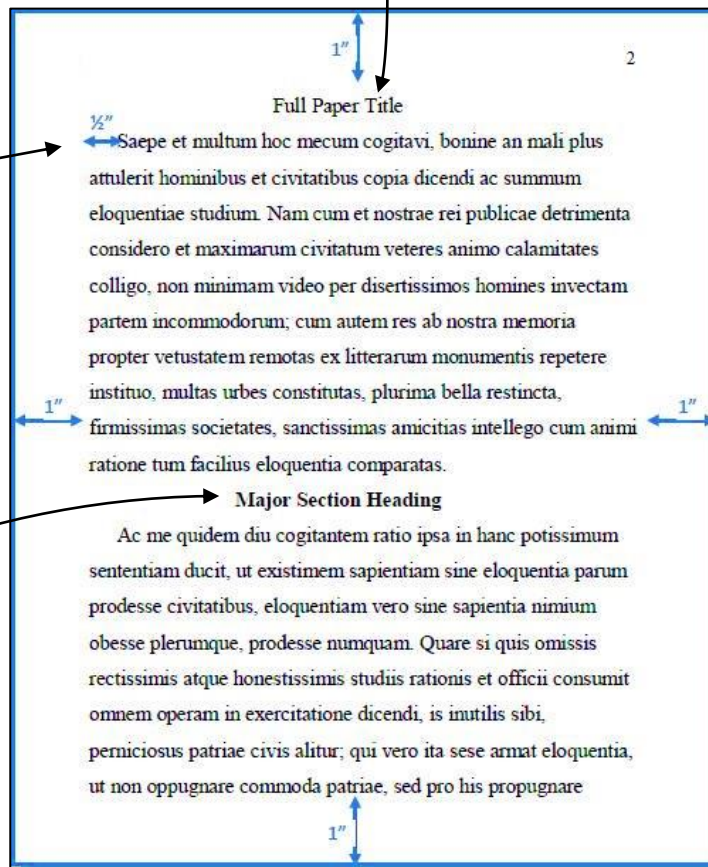 1"
2
Full Paper Title
½"
Saepe et multum hoc mecum cogitavi, bonine an mali plus
attulerit hominibus et civitatibus copia dicendi ac summum
eloquentiae studium. Nam cum et nostrae rei publicae detrimenta
considero et maximarum civitatum veteres animo calamitates
colligo, non minimam video per disertissimos homines invectam
partem incommodorum; cum autem res ab nostra memoria
propter vetustatem remotas ex litterarum monumentis repetere
instituo, multas urbes constitutas, plurima bella restincta,
1"
1"
firmissimas societates, sanctissimas amicitias intellego cum animi
ratione tum facilius eloquentia comparatas.
Major Section Heading
Ac me quidem diu cogitantem ratio ipsa in hanc potissimum
sententiam ducit, ut existimem sapientiam sine eloquentia parum
prodesse civitatibus, eloquentiam vero sine sapientia nimium
obesse plerumque, prodesse numquam. Quare si quis omissis
rectissimis atque honestissimis studiis rationis et officii consumit
omnem operam in exercitatione dicendi, is inutilis sibi,
perniciosus patriae civis alitur; qui vero ita sese armat eloquentia,
ut non oppugnare commoda patriae, sed pro his propugnare
1"